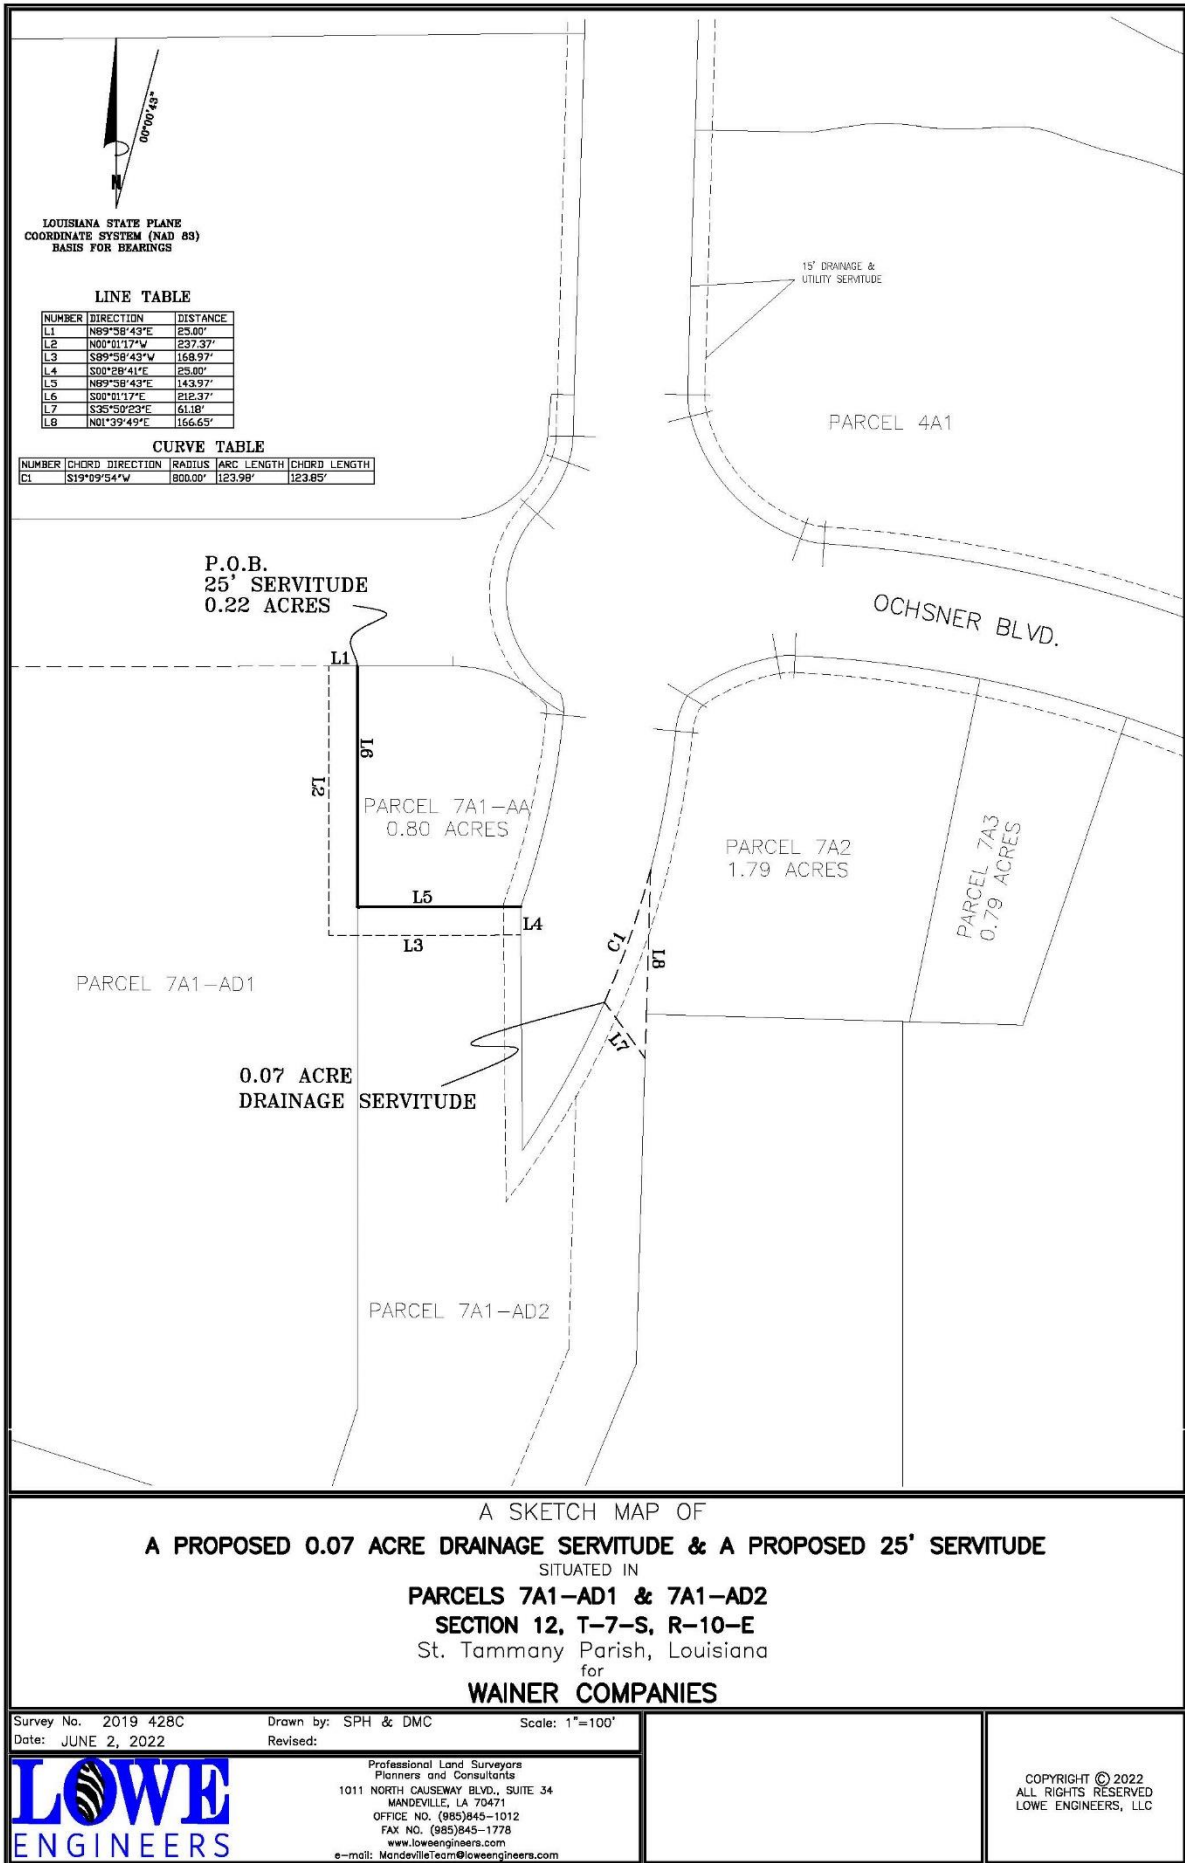 00°00'43"
N
LOUISIANA STATE PLANE
COORDINATE SYSTEM (NAD 83)
BASIS FOR BEARINGS
LINE TABLE
NUMBER DIRECTION DISTANCE
L1 N89°58'43"E 25.00'
L2 N00°01'17"W 237.37'
L3 S89°58'43"W 168.97'
L4 S00°28'41"E 25.00'
L5 N89°58'43"E 143.97'
L6 S00°01'17"E 212.37'
L7 S35°50'23"E 61.18'
L8 N01°39'49"E 166.65'
CURVE TABLE
NUMBER CHORD DIRECTION RADIUS ARC LENGTH CHORD LENGTH
C1 S19°09'54"W 800.00' 123.98' 123.85'
15' DRAINAGE &
UTILITY SERVITUDE
PARCEL 4A1
P.O.B.
25' SERVITUDE
0.22 ACRES
OCHSNER BLVD.
L1
L6
L2
PARCEL 7A1-AA
0.80 ACRES
PARCEL 7A2
1.79 ACRES
PARCEL 7A3
0.79 ACRES
L5
L4
L3
C1
L8
L7
PARCEL 7A1-AD1
0.07 ACRE
DRAINAGE SERVITUDE
PARCEL 7A1-AD2
A SKETCH MAP OF
A PROPOSED 0.07 ACRE DRAINAGE SERVITUDE & A PROPOSED 25' SERVITUDE
SITUATED IN
PARCELS 7A1-AD1 & 7A1-AD2
SECTION 12, T-7-S, R-10-E
St. Tammany Parish, Louisiana
for
WAINER COMPANIES
Survey No. 2019 428C Drawn by: SPH & DMC Scale: 1"=100'
Date: JUNE 2, 2022 Revised:
LOWE
ENGINEERS
Professional Land Surveyors
Planners and Consultants
1011 NORTH CAUSEWAY BLVD., SUITE 34
MANDEVILLE, LA 70471
OFFICE NO. (985)845-1012
FAX NO. (985)845-1778
www.loweengineers.com
e-mail: MandevilleTeam@loweengineers.com
COPYRIGHT © 2022
ALL RIGHTS RESERVED
LOWE ENGINEERS, LLC